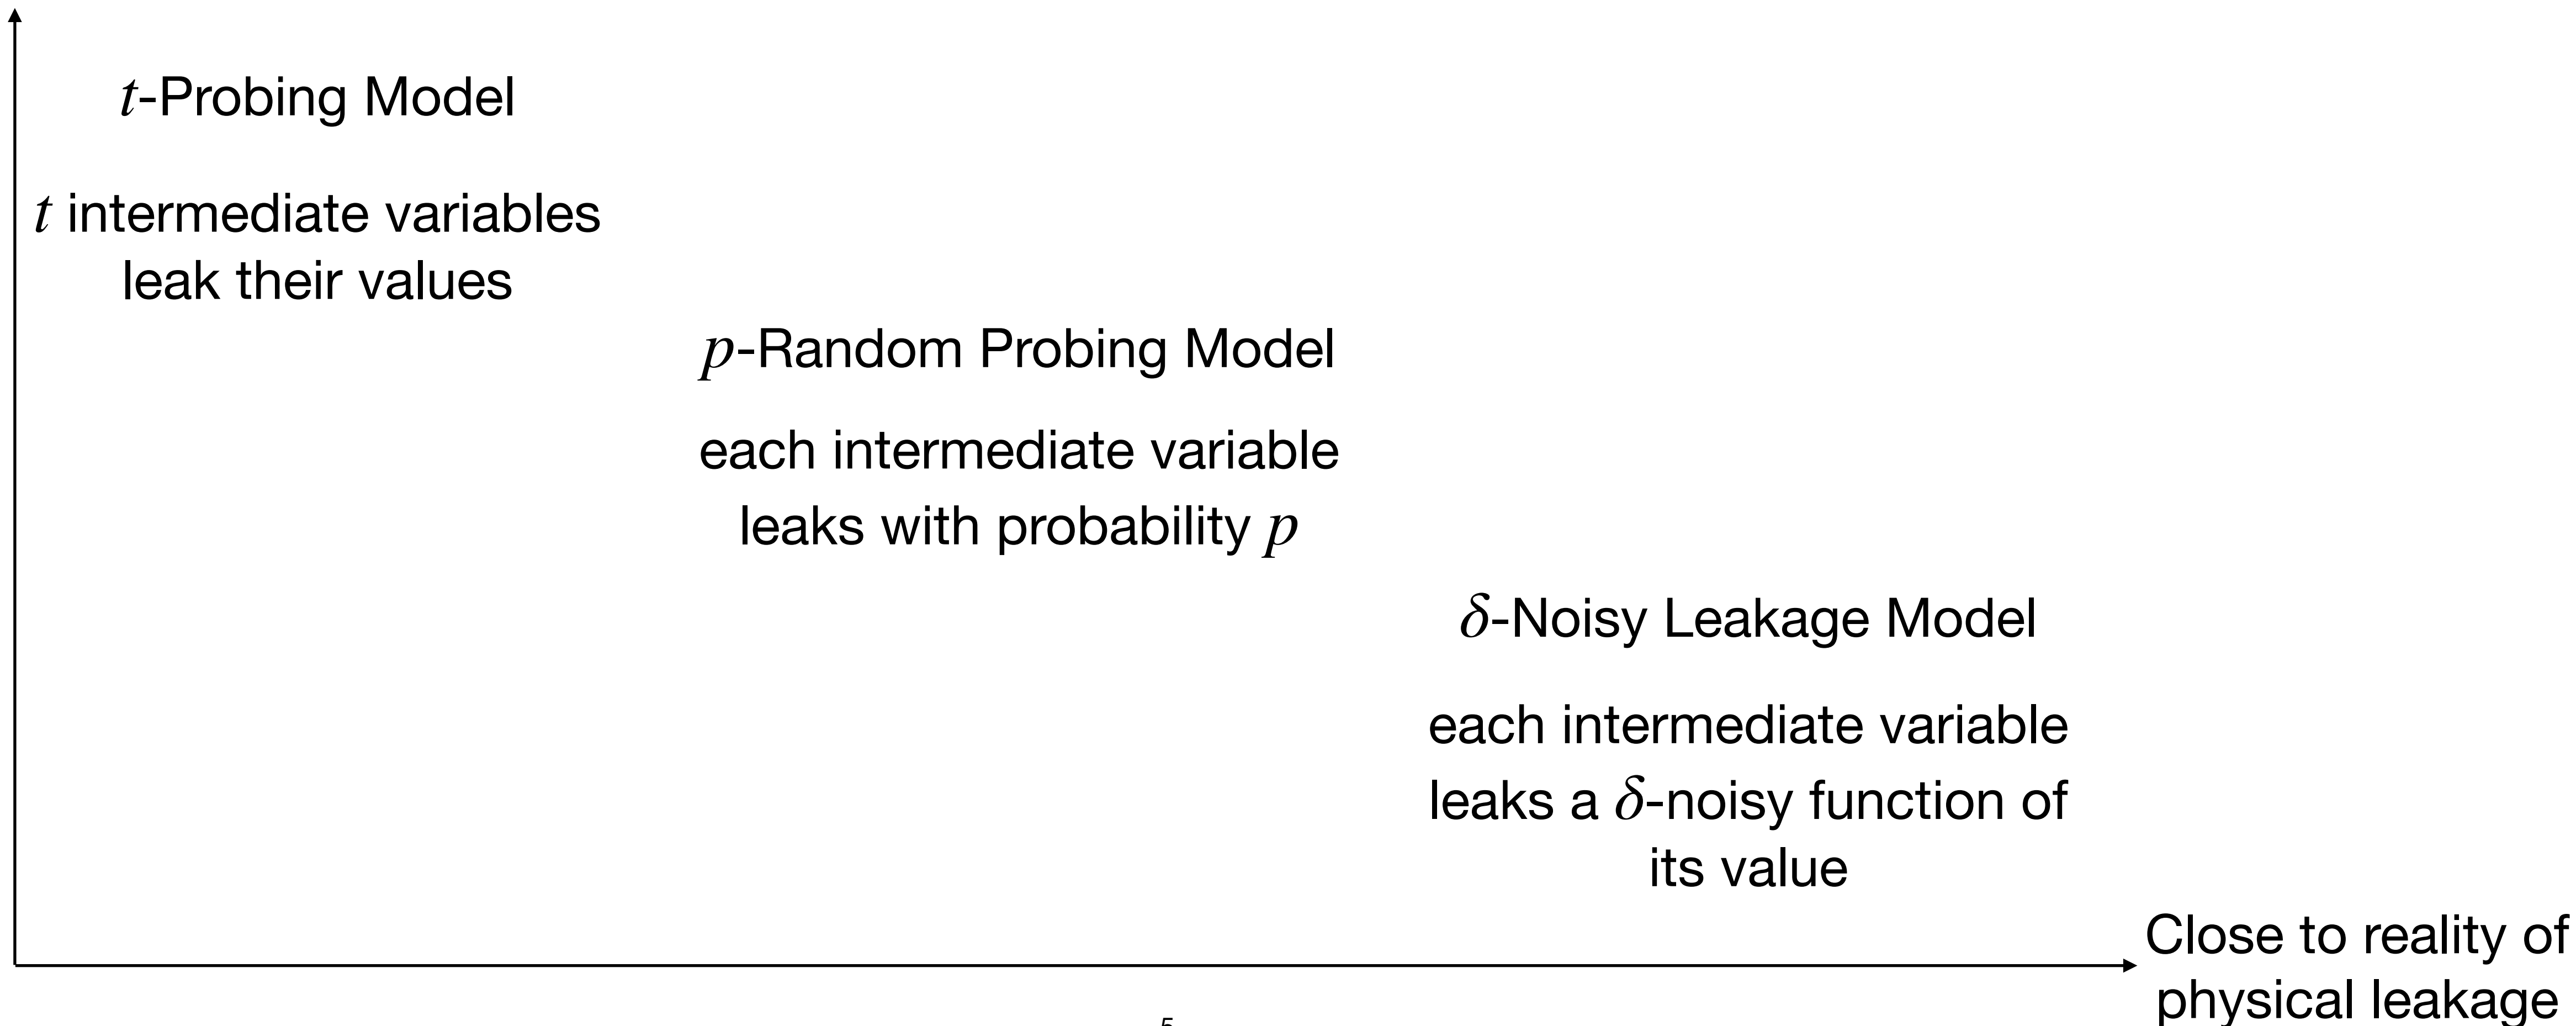 t-Probing Model
t intermediate variables
leak their values
p-Random Probing Model
each intermediate variable
leaks with probability p
δ-Noisy Leakage Model
each intermediate variable
leaks a δ-noisy function of
its value
Close to reality of
physical leakage
5